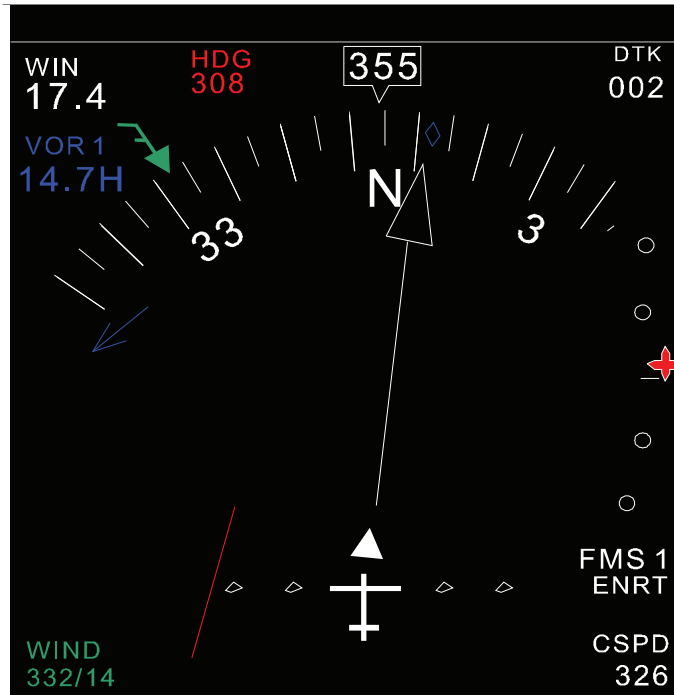 WIN
17.4
HDG
308
355
DTK
002
VOR 1
14.7H
33
N
3
FMS 1
ENRT
WIND
332/14
CSPD
326